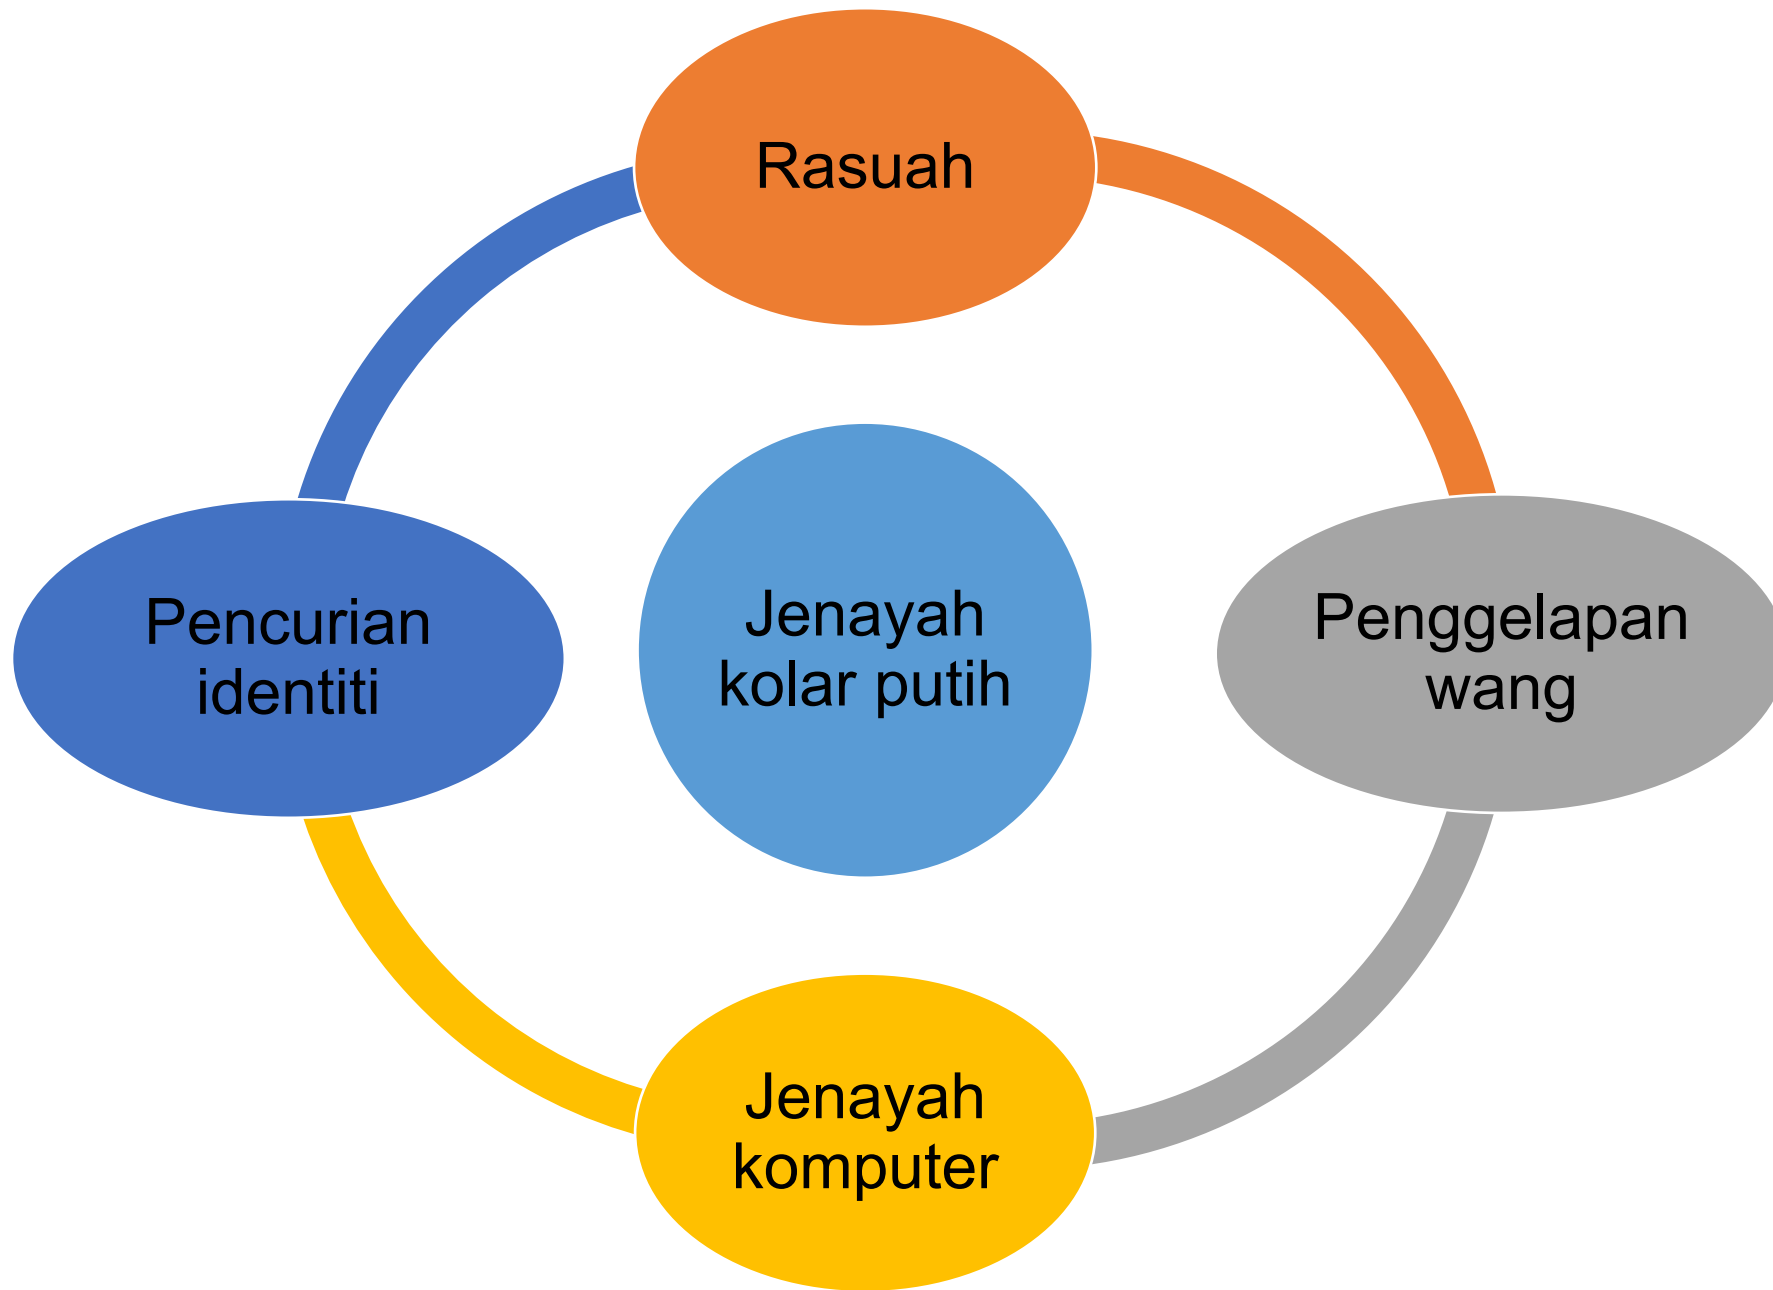 Rasuah
Pencurian
identiti
Jenayah
kolar putih
Penggelapan
wang
Jenayah
komputer